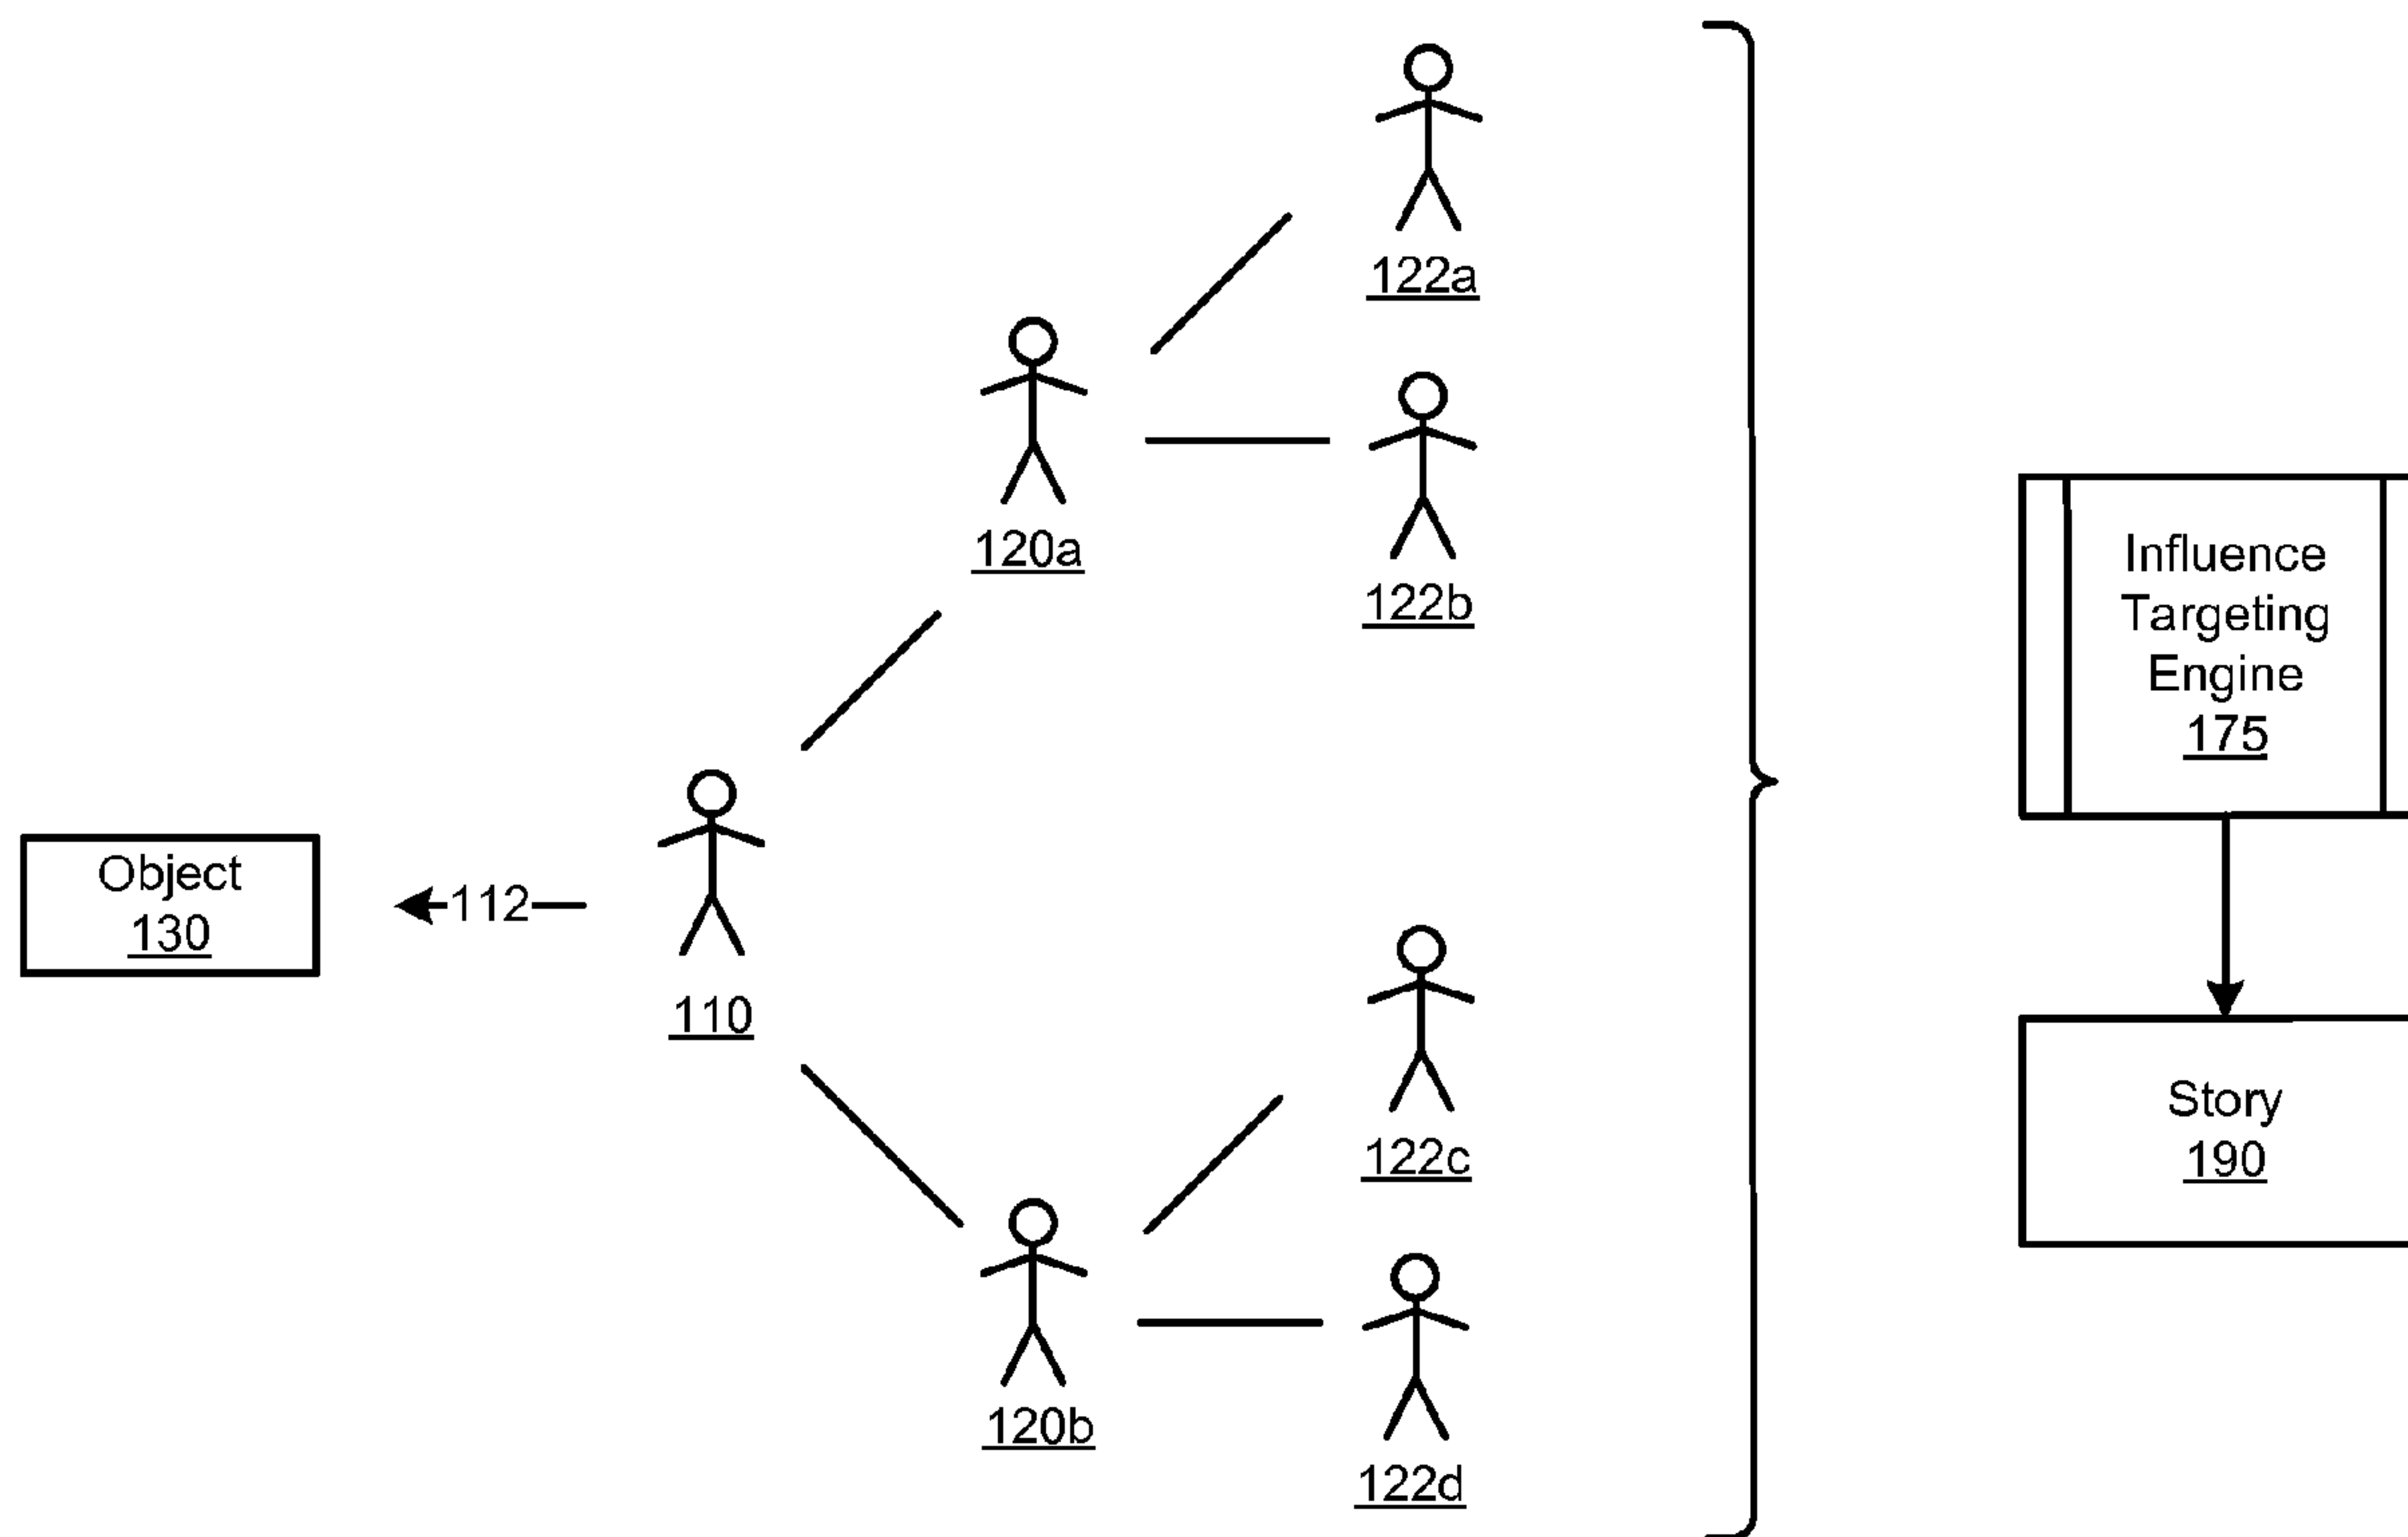 122a
120a
122b
Influence
Targeting
Engine
175
Object
130
112
110
122c
Story
190
120b
122d